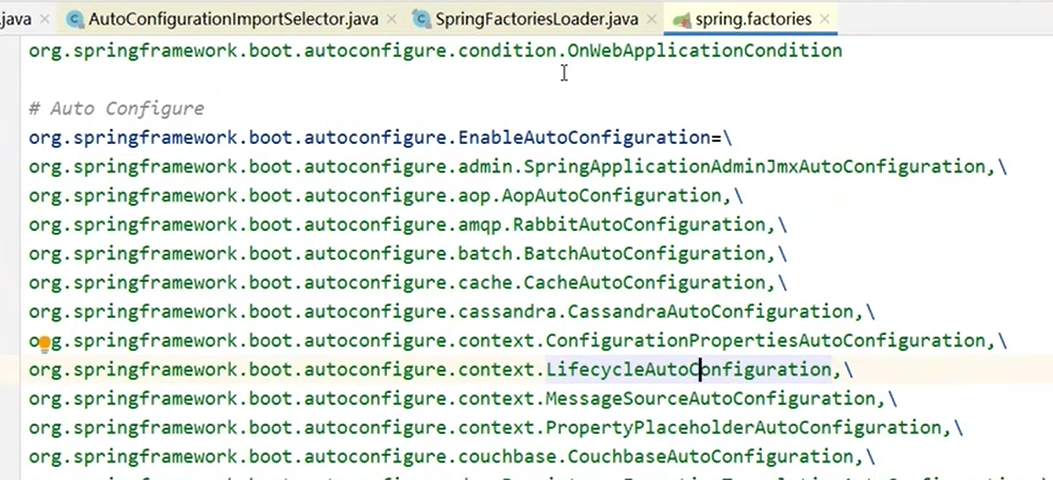 .java AutoConfigurationImportSelector.java SpringFactoriesLoader.java spring.factories
org.springframework.boot.autoconfigure.condition.OnWebApplicationCondition
# Auto Configure
org.springframework.boot.autoconfigure.EnableAutoConfiguration=\
org.springframework.boot.autoconfigure.admin.SpringApplicationAdminJmxAutoConfiguration,\
org.springframework.boot.autoconfigure.aop.AopAutoConfiguration,\
org.springframework.boot.autoconfigure.amqp.RabbitAutoConfiguration,\
org.springframework.boot.autoconfigure.batch.BatchAutoConfiguration,\
org.springframework.boot.autoconfigure.cache.CacheAutoConfiguration,\
org.springframework.boot.autoconfigure.cassandra.CassandraAutoConfiguration,\
org.springframework.boot.autoconfigure.context.ConfigurationPropertiesAutoConfiguration,\
org.springframework.boot.autoconfigure.context.LifecycleAutoConfiguration,\
org.springframework.boot.autoconfigure.context.MessageSourceAutoConfiguration,\
org.springframework.boot.autoconfigure.context.PropertyPlaceholderAutoConfiguration,\
org.springframework.boot.autoconfigure.couchbase.CouchbaseAutoConfiguration,\